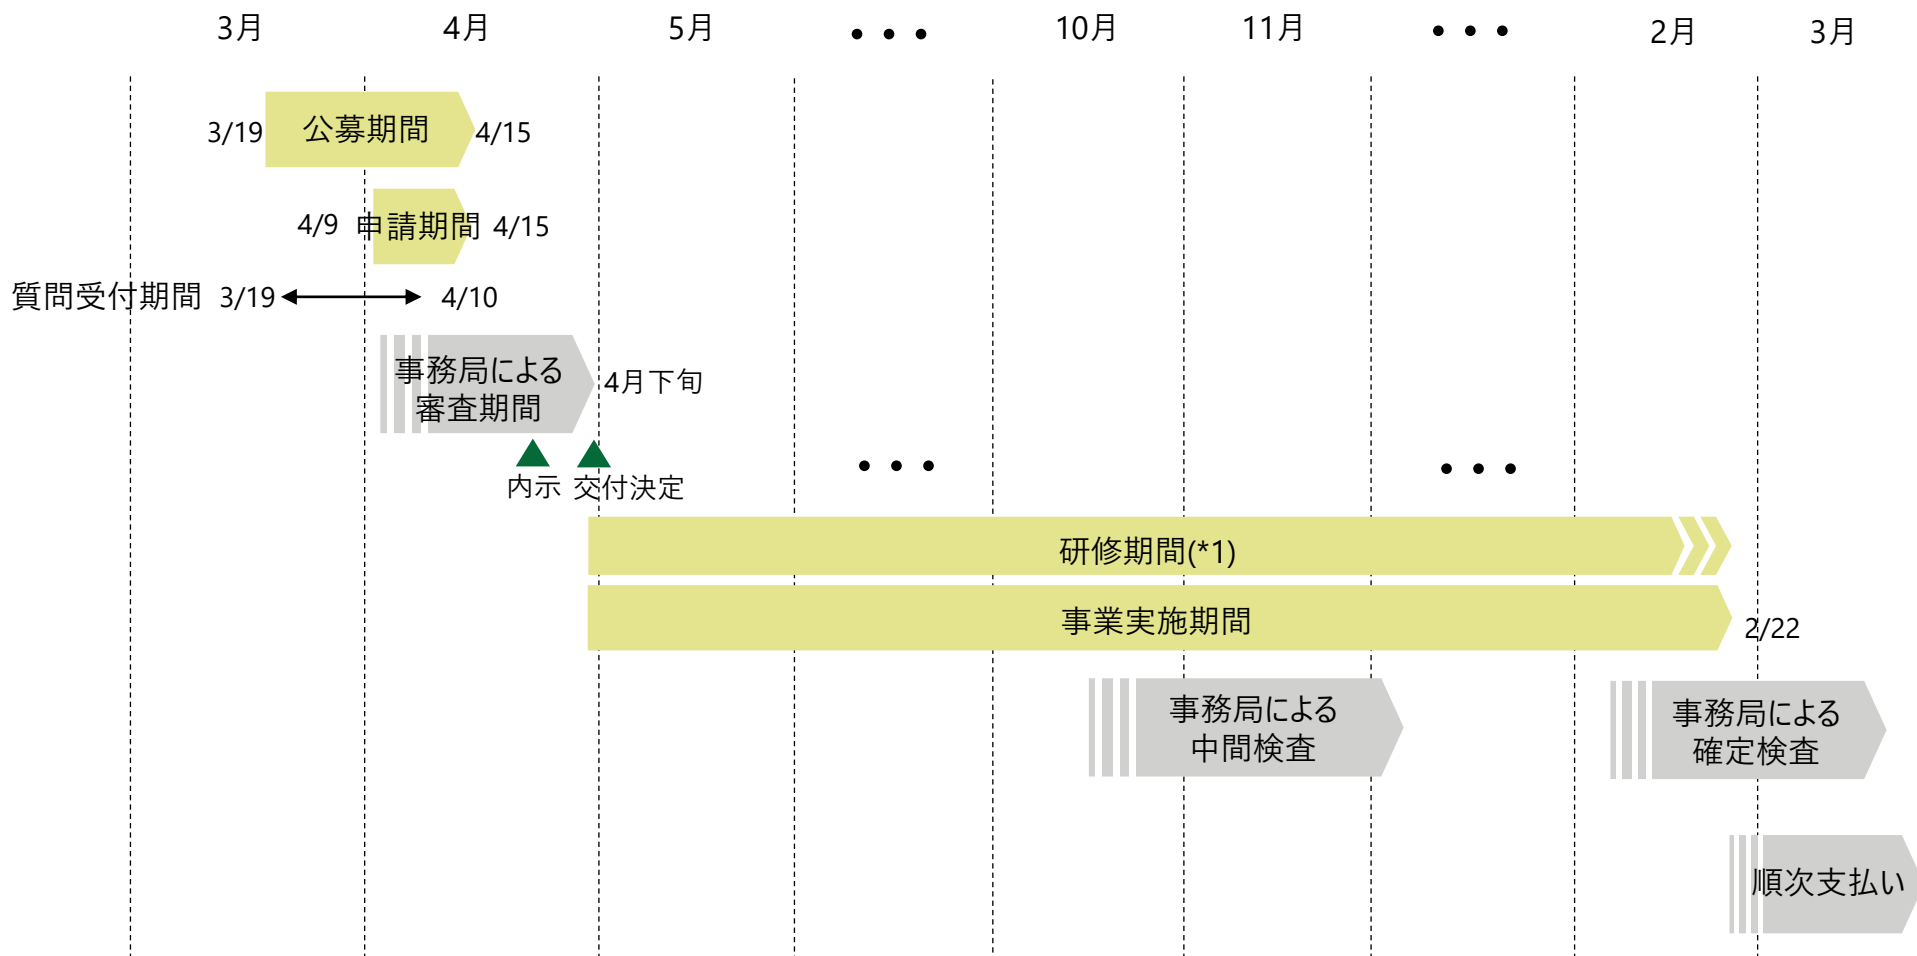 3月
4月
5月
・・・
10月
11月
・・・
2月
3月
3/19
公募期間
4/15
4/9
申請期間
4/15
質問受付期間
3/19
4/10
事務局による
審査期間
4月下旬
内示
交付決定
・・・
・・・
研修期間(*1)
事業実施期間
2/22
事務局による
中間検査
事務局による
確定検査
順次支払い